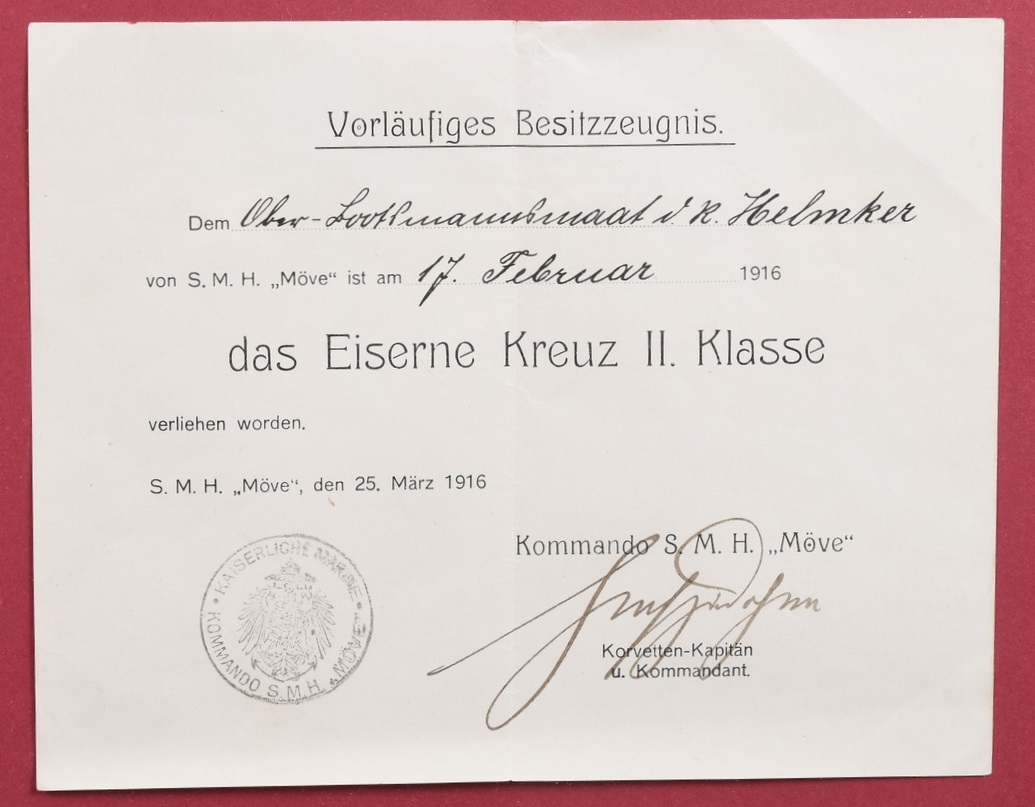 Vorläufiges Besitzzeugnis.
Dem Ober-Bootsmannsmaat d R. Helmker
von S. M. H. „Möve“ ist am 17. Februar 1916
das Eiserne Kreuz II. Klasse
verliehen worden.
S. M. H. „Möve“, den 25. März 1916
Kommando S. M. H. „Möve“
Korvetten-Kapitän
u. Kommandant.
KAISERLICHE MARINE
KOMMANDO S.M.H. „MÖVE“